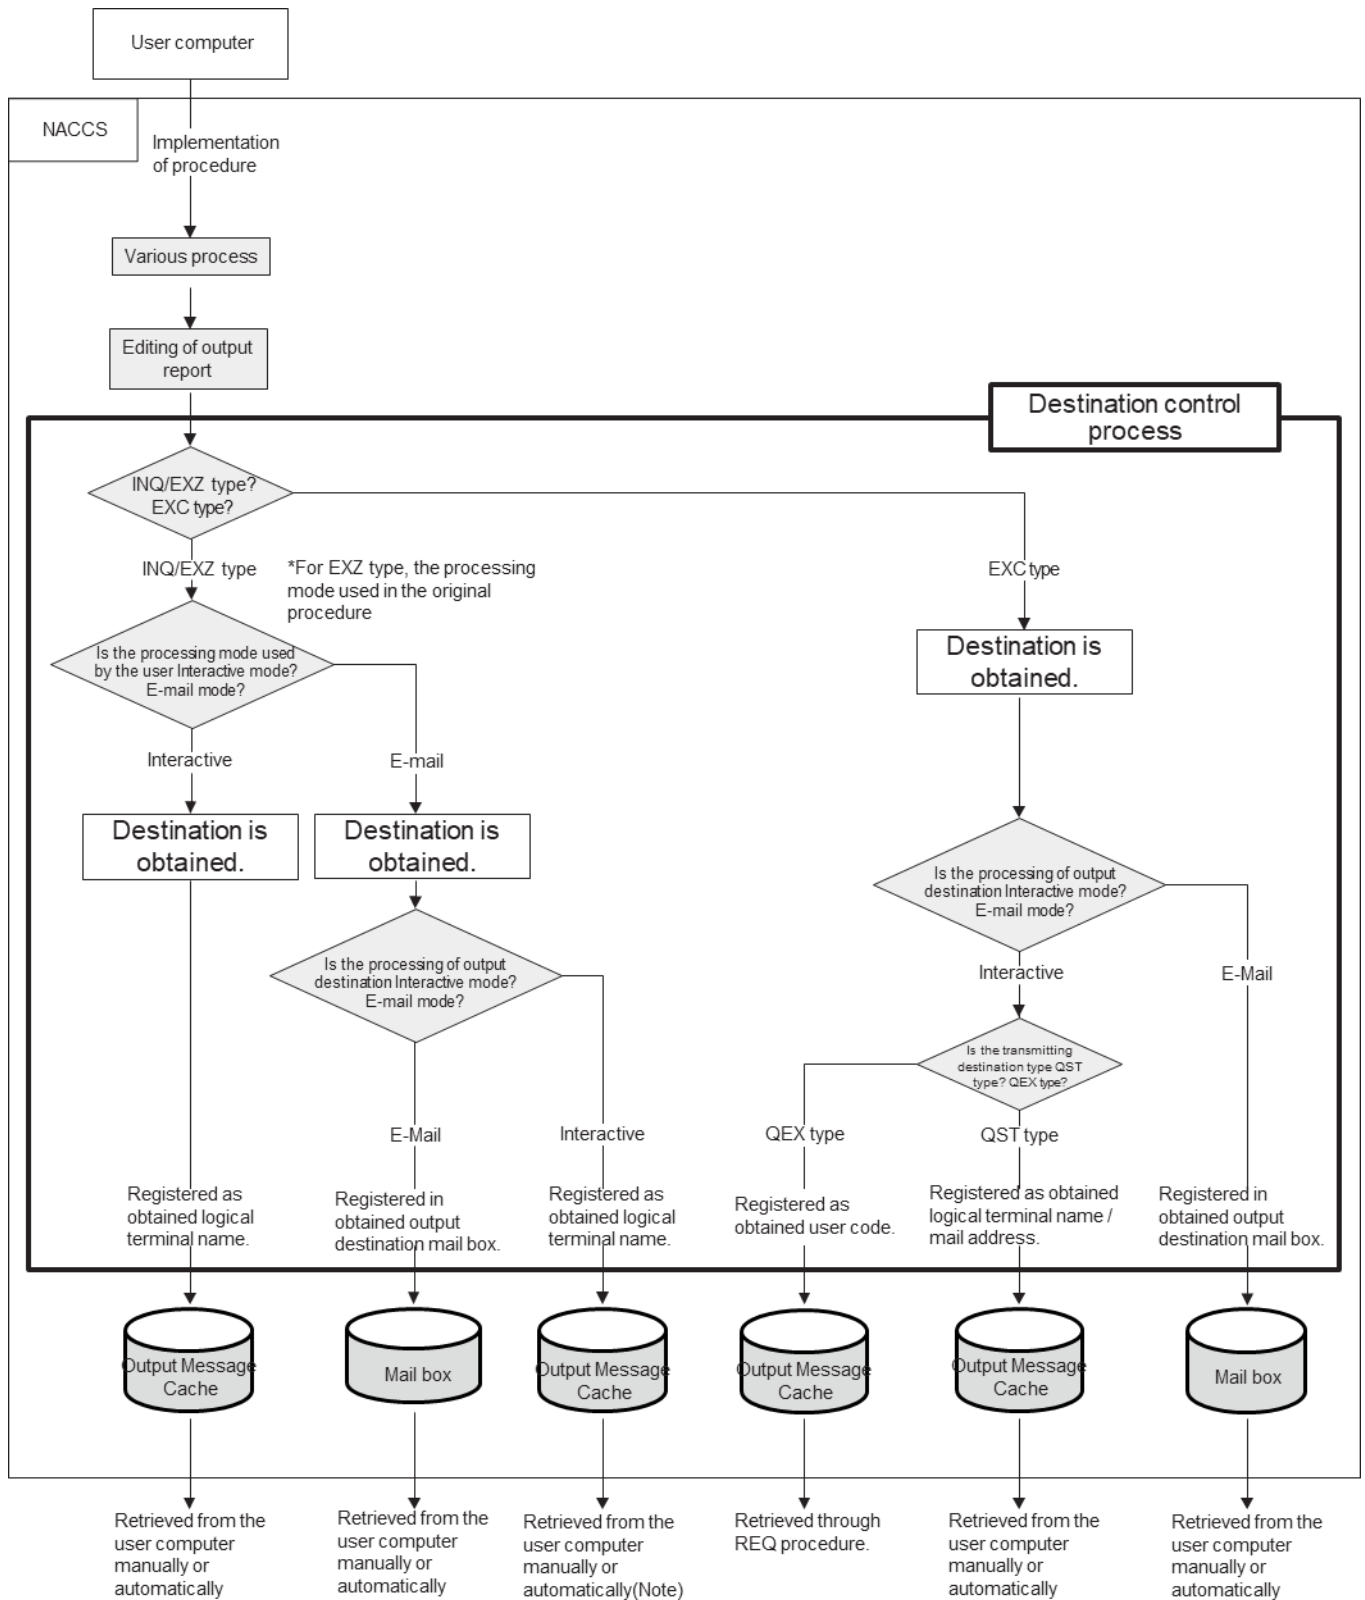 User computer
NACCS
Implementation
of procedure
Various process
Editing of output
report
Destination control
process
INQ/EXZ type?
EXC type?
INQ/EXZ type
*For EXZ type, the processing
mode used in the original
procedure
EXC type
Is the processing mode used
by the user Interactive mode?
E-mail mode?
Destination is
obtained.
Interactive
E-mail
Destination is
obtained.
Destination is
obtained.
Is the processing of output
destination Interactive mode?
E-mail mode?
Is the processing of output
destination Interactive mode?
E-mail mode?
Interactive
E-Mail
Is the transmitting
destination type QST
type? QEX type?
E-Mail
Interactive
QEX type
QST type
Registered as
obtained logical
terminal name.
Registered in
obtained output
destination mail box.
Registered as
obtained logical
terminal name.
Registered as
obtained user code.
Registered as obtained
logical terminal name /
mail address.
Registered in
obtained output
destination mail box.
Output Message
Cache
Mail box
Output Message
Cache
Output Message
Cache
Output Message
Cache
Mail box
Retrieved from the
user computer
manually or
automatically
Retrieved from the
user computer
manually or
automatically
Retrieved from the
user computer
manually or
automatically(Note)
Retrieved through
REQ procedure.
Retrieved from the
user computer
manually or
automatically
Retrieved from the
user computer
manually or
automatically